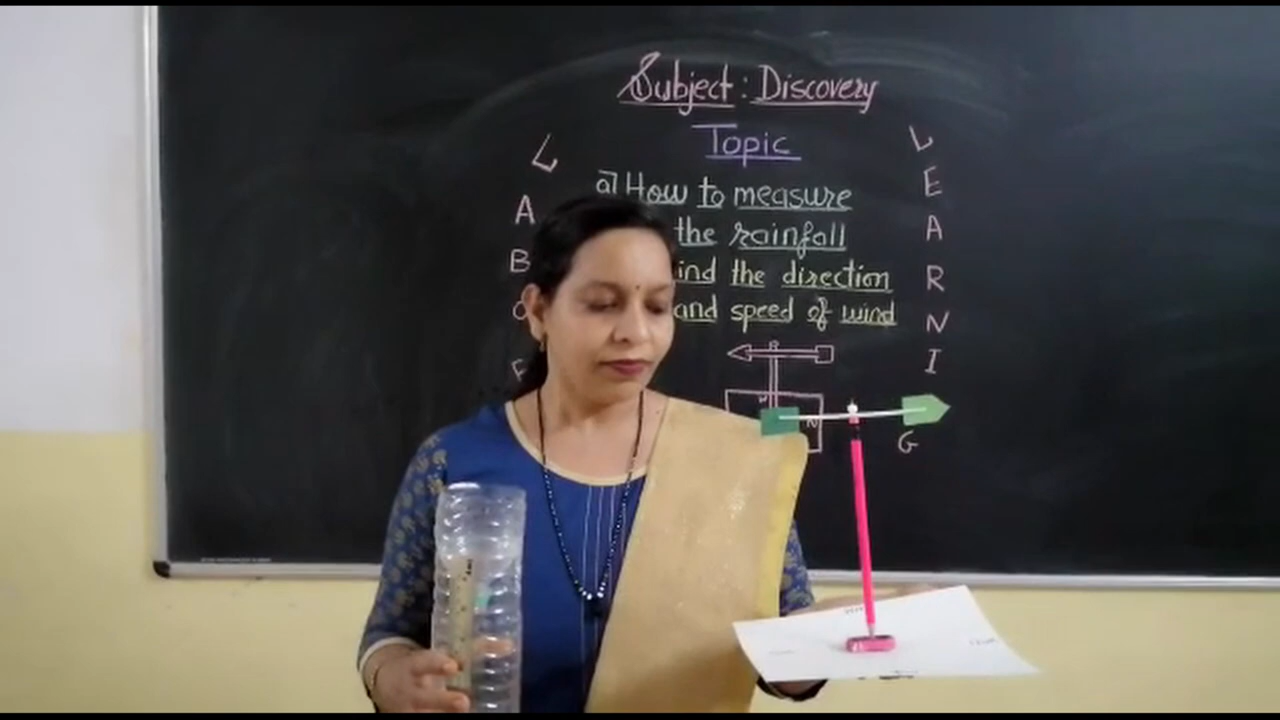 Subject : Discovery
Topic
a] How to measure
the rainfall
ind the direction
and speed of wind
L
A
B
O
F
L
E
A
R
N
I
G
N